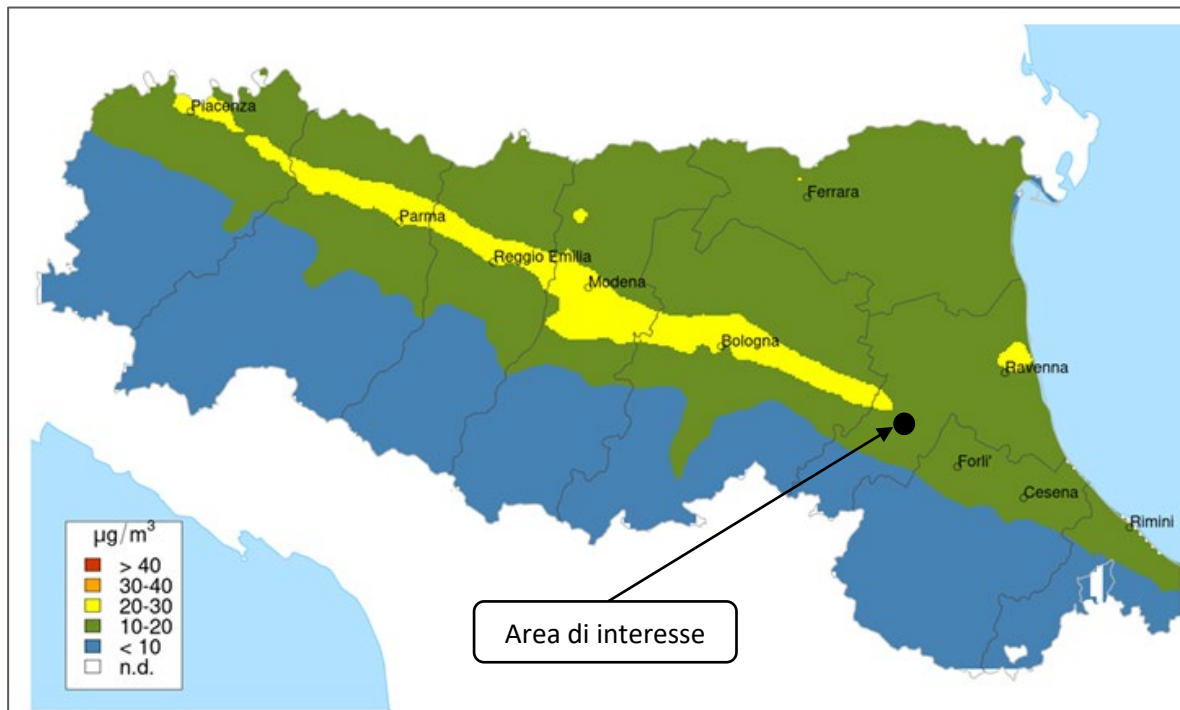 Piacenza
Ferrara
Parma
Reggio Emilia
Modena
Bologna
Ravenna
Forli'
Cesena
Rimini
µg/m³
> 40
30-40
20-30
10-20
< 10
n.d.
Area di interesse